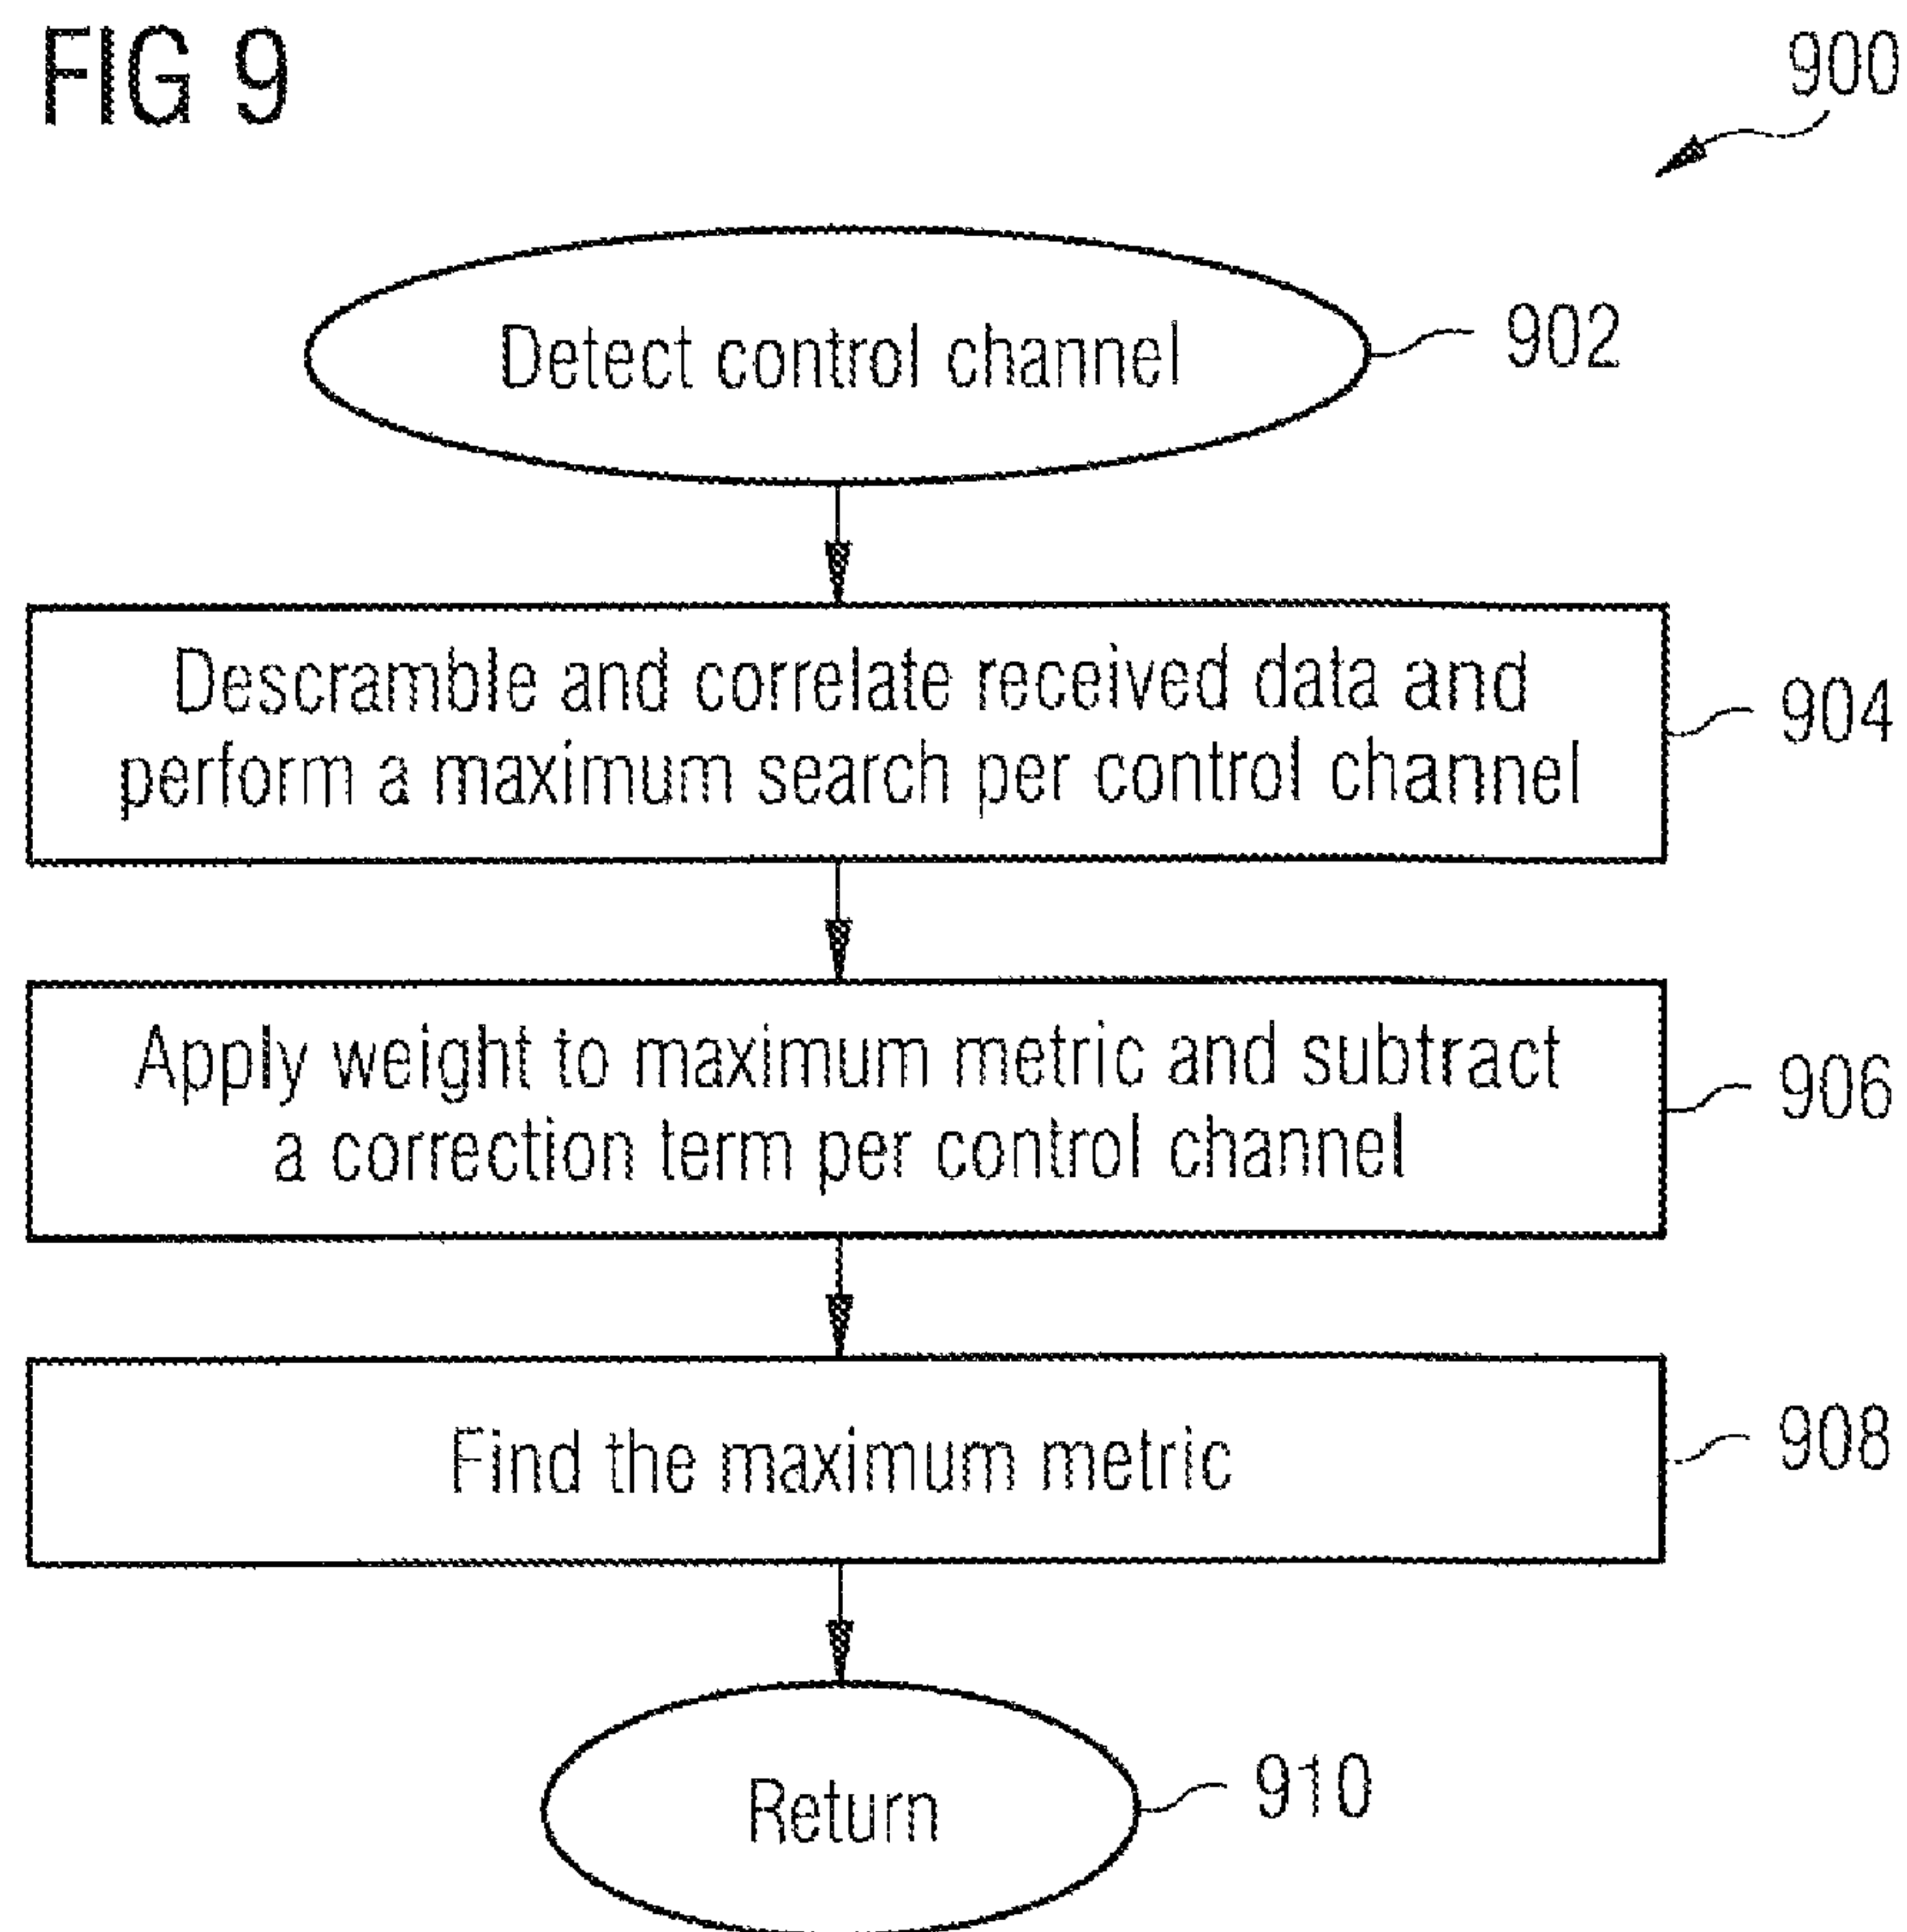 FIG 9
900
Detect control channel
902
Descramble and correlate received data and
perform a maximum search per control channel
904
Apply weight to maximum metric and subtract
a correction term per control channel
906
Find the maximum metric
908
Return
910